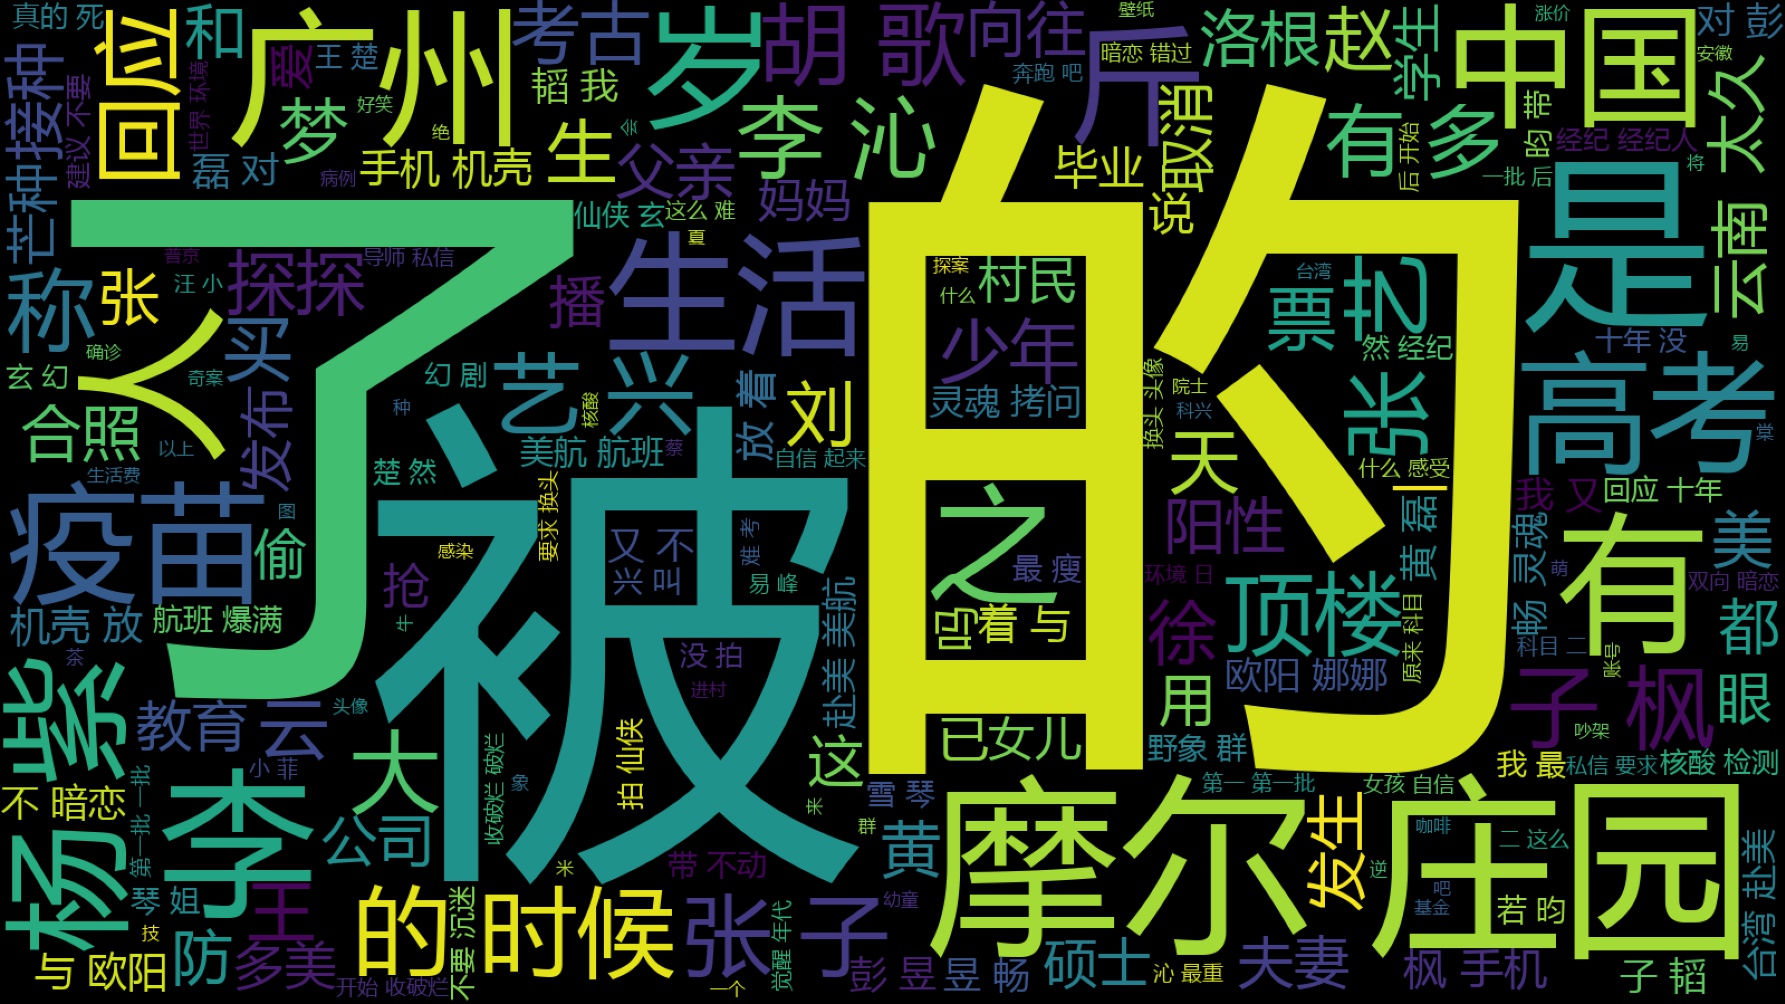 真的 死
回应
和
广州
考古
岁
胡 歌
向往
斤
壁纸
洛根
赵
学生
中国
涨价
对 彭
安徽
太久
芒种接种
建议 不要
世界 环境
爱
王 楚
好笑
梦
绝
韬 我
会
李 沁
奔跑 吧
暗恋 错过
取消
有 多
后 开始
昀 带
经纪 经纪人
将
一批 后
磊 对
病例
手机 机壳
生
父亲
妈妈
毕业
说
仙侠 玄
这么 难
夏
了
的
是
云南
普京
导师 私信
汪 小
探探
张
称
播
生活
探案
什么
村民
少年
台湾
票
张艺
然 经纪
十年 没
易
确诊
玄 幻
人
奇案
买
发布
幻 剧
艺 兴
核酸
放 着
刘
灵魂 拷问
换头 头像
院士
科兴
高考
棠
合照
以上
生活费
种
楚 然
美航 航班
蔡
自信 起来
天
什么 感受
疫苗
图
偷
感染
要求 换头
被
又 不
兴 叫
难 考
易 峰
之
最 瘦
阳性
环境 日
黄 磊
我 又
回应 十年
畅 灵魂
有
萌
美
双向 暗恋
机壳 放
航班 爆满
抢
牛
赴美 美航
吗
着 与
徐
顶楼
原来 科目
科目 二
账号
都
茶
紫
没 拍
进村
欧阳 娜娜
用
子 枫
眼
头像
教育
云
大
收破烂 破烂
象
拍 仙侠
这
已
女儿
野象 群
吵架
我 最
私信 要求
核酸 检测
小 菲
不 暗恋
第一批 一批
李
公司
来
群
雪 琴
第一 第一批
女孩 自信
杨
黄
摩尔
发生
庄园
咖啡
二 这么
逆
吧
基金
若 昀
台湾 赴美
琴 姐
王
技
米
带 不动
幼童
的 时候
不要 沉迷
张 子
觉醒 年代
与 欧阳
防
多美
开始 收破烂
一个
彭 昱
昱 畅
硕士
沁 最重
夫妻
枫 手机
子 韬